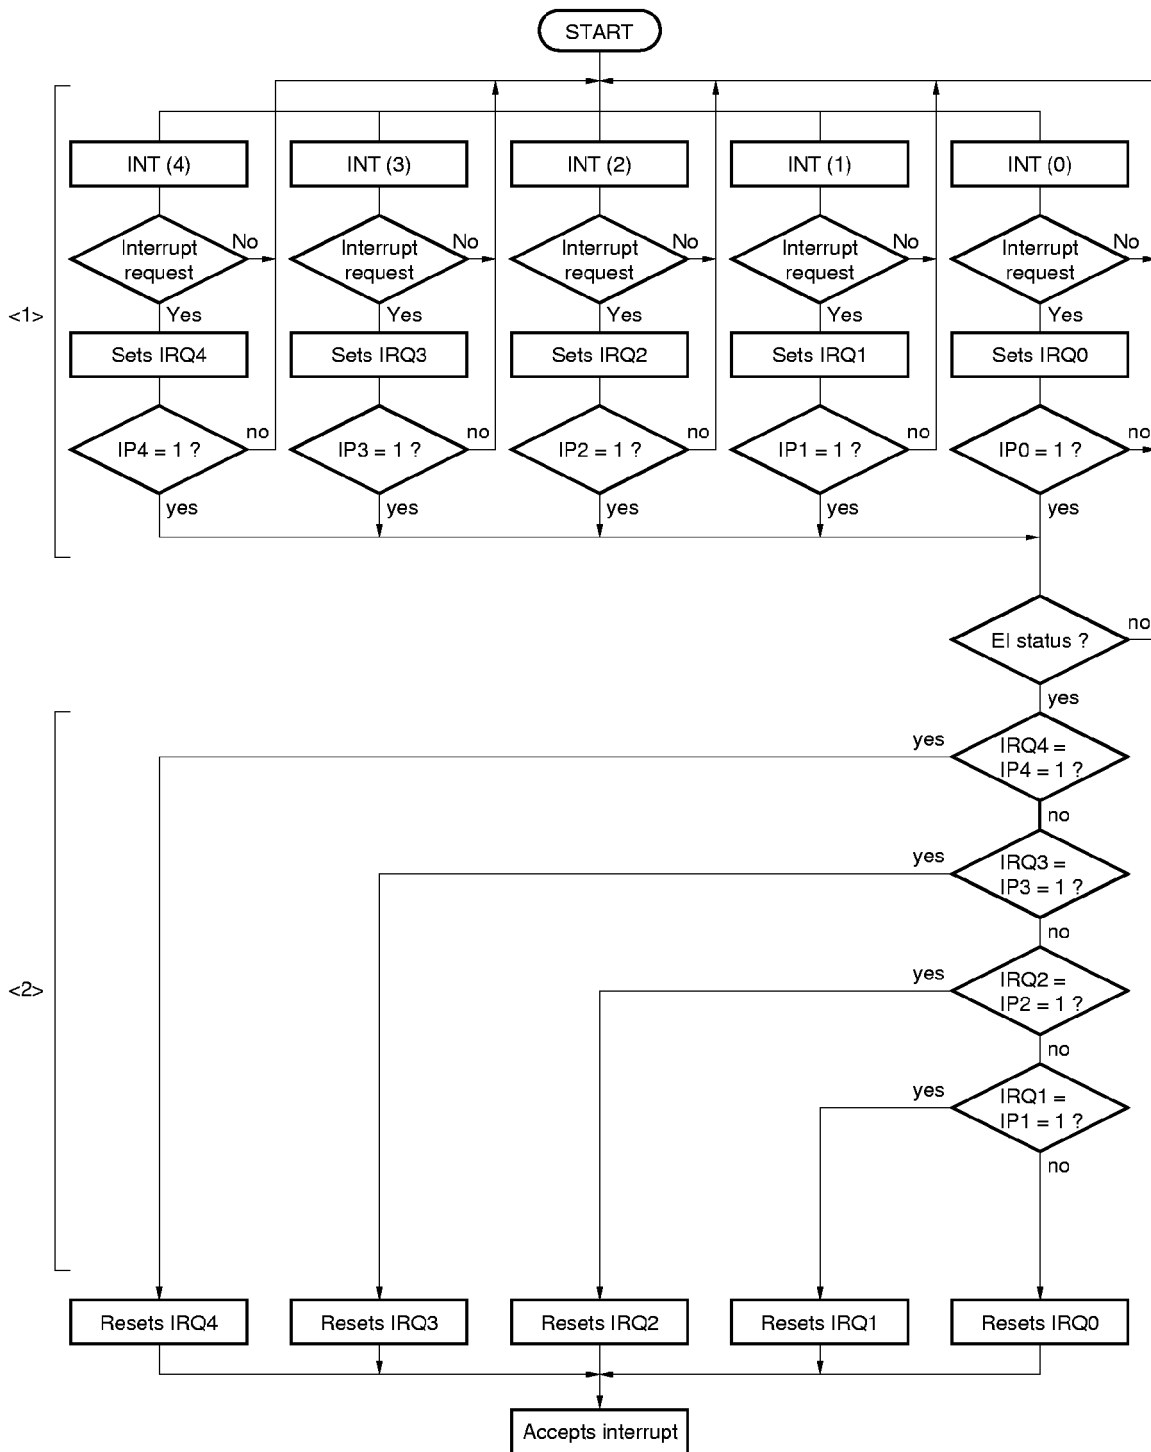 START
INT (4)
INT (3)
INT (2)
INT (1)
INT (0)
Interrupt
request
No
Interrupt
request
No
Interrupt
request
No
Interrupt
request
No
Interrupt
request
No
Yes
Yes
Yes
Yes
Yes
<1>
Sets IRQ4
Sets IRQ3
Sets IRQ2
Sets IRQ1
Sets IRQ0
IP4 = 1 ?
no
IP3 = 1 ?
no
IP2 = 1 ?
no
IP1 = 1 ?
no
IP0 = 1 ?
no
yes
yes
yes
yes
yes
EI status ?
no
yes
yes
IRQ4 =
IP4 = 1 ?
no
yes
IRQ3 =
IP3 = 1 ?
no
<2>
yes
IRQ2 =
IP2 = 1 ?
no
yes
IRQ1 =
IP1 = 1 ?
no
Resets IRQ4
Resets IRQ3
Resets IRQ2
Resets IRQ1
Resets IRQ0
Accepts interrupt